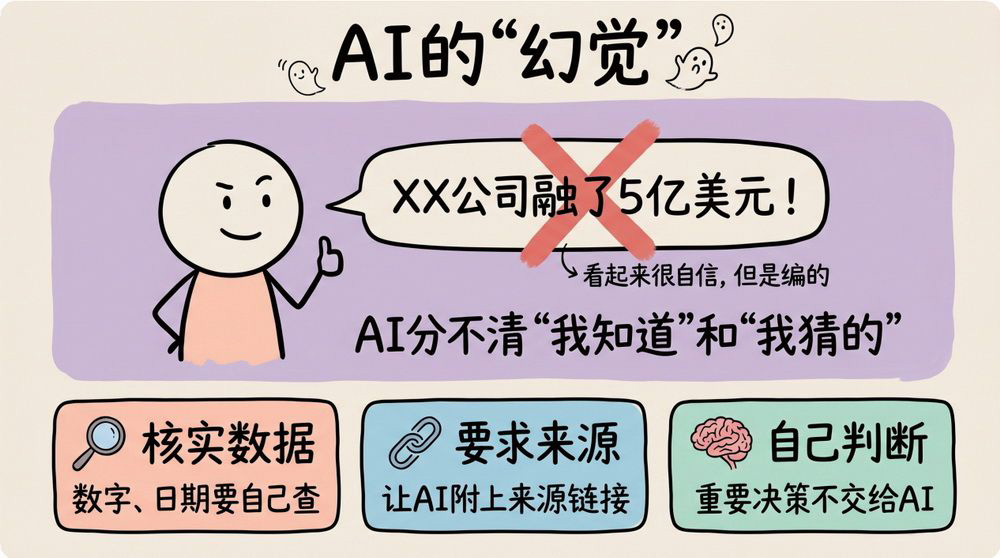 AI的“幻觉”
XX公司融了5亿美元！
看起来很自信，但是编的
AI分不清“我知道”和“我猜的”
核实数据
数字、日期要自己查
要求来源
让AI附上来源链接
自己判断
重要决策不交给AI